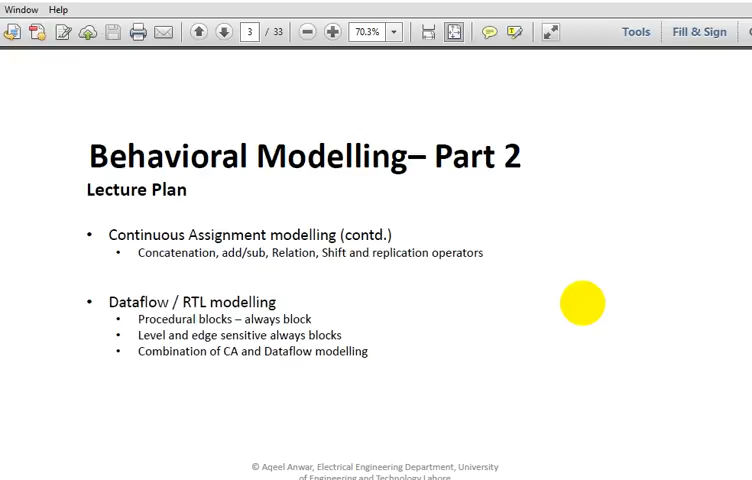 Window Help
3 / 33 70.3% Tools Fill & Sign
Behavioral Modelling– Part 2
Lecture Plan
• Continuous Assignment modelling (contd.)
• Concatenation, add/sub, Relation, Shift and replication operators
• Dataflow / RTL modelling
• Procedural blocks – always block
• Level and edge sensitive always blocks
• Combination of CA and Dataflow modelling
© Aqeel Anwar, Electrical Engineering Department, University
of Engineering and Technology Lahore